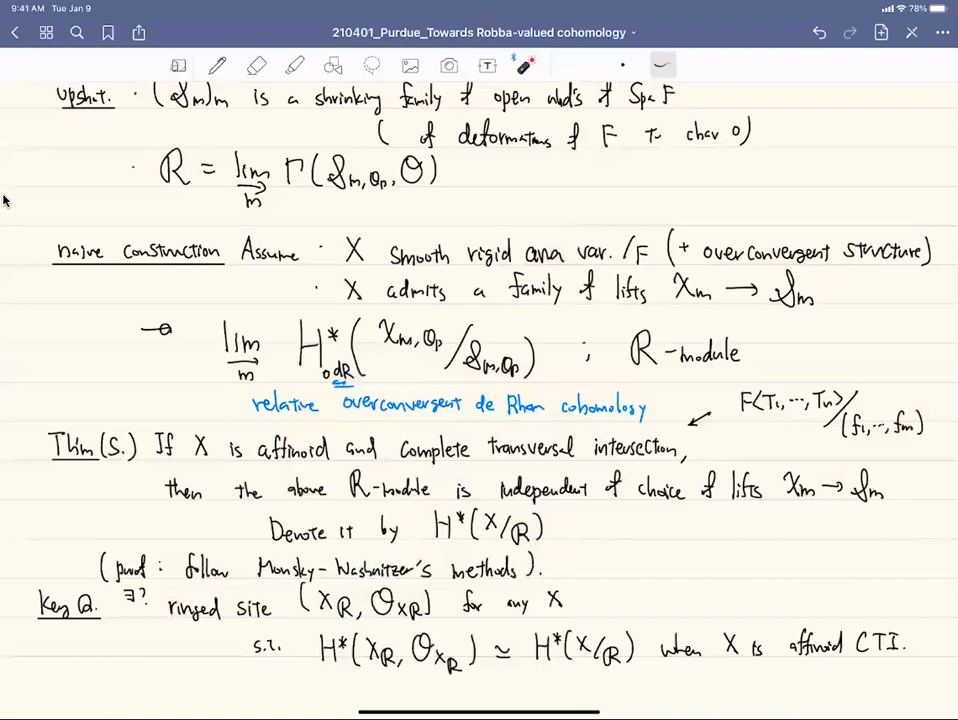 9:41 AM Tue Jan 9
78%
210401_Purdue_Towards Robba-valued cohomology
Upshot. · (𝒮m)m is a shrinking family of open nbd's of Spa F
( of deformations of F to char 0)
· ℛ = lim→m Γ(𝒮m,ℚp, 𝒪)
naive construction Assume · X smooth rigid ana var. /F (+ overconvergent structure)
· X admits a family of lifts 𝒳m → 𝒮m
lim→m H*odR(𝒳m,ℚp/𝒮m,ℚp) ; ℛ-module
relative overconvergent de Rham cohomology
F<T1, ⋯, Tn>/(f1, ⋯, fm)
Thm(S.) If X is affinoid and complete transversal intersection,
then the above ℛ-module is independent of choice of lifts 𝒳m → 𝒮m
Denote it by H*(X/ℛ)
(proof : follow Monsky-Washnitzer's methods).
Key Q. ∃? ringed site (Xℛ, 𝒪Xℛ) for any X
s.t. H*(Xℛ, 𝒪Xℛ) ≃ H*(X/ℛ) when X is affinoid CTI.